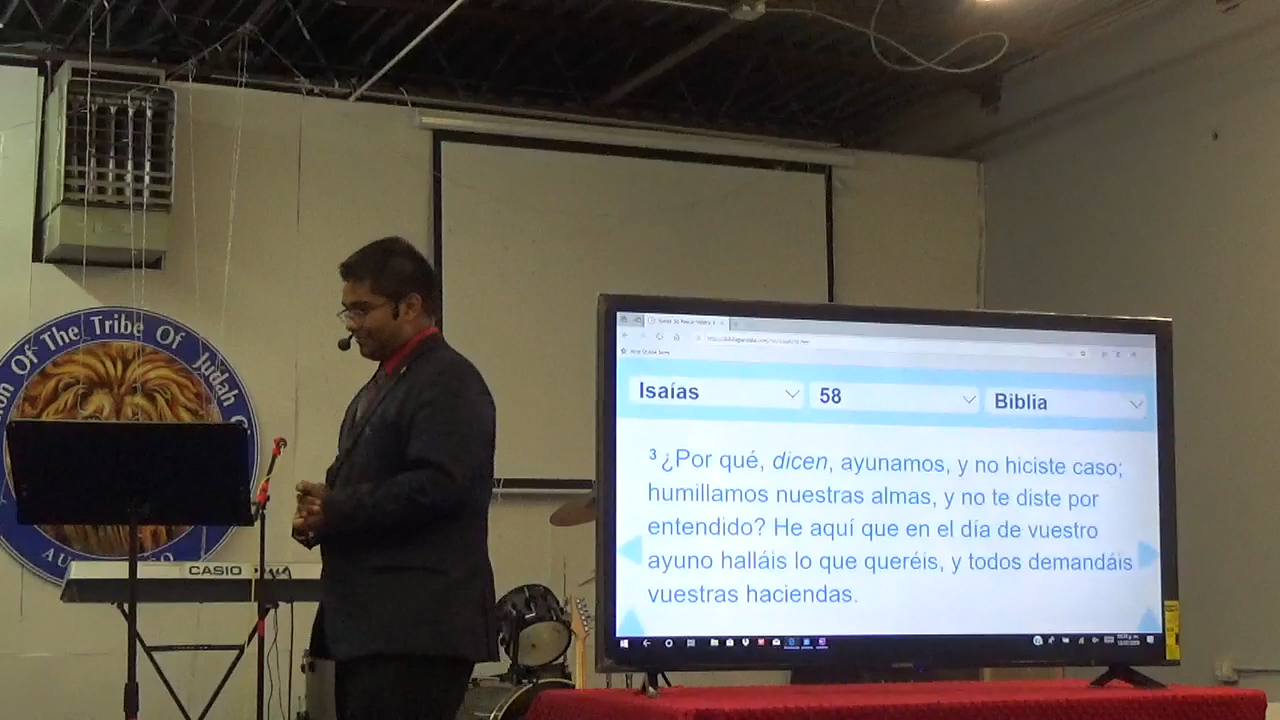 Of The Tribe Of Judah
AU
CASIO
Isaías
58
Biblia
3 ¿Por qué, dicen, ayunamos, y no hiciste caso;
humillamos nuestras almas, y no te diste por
entendido? He aquí que en el día de vuestro
ayuno halláis lo que queréis, y todos demandáis
vuestras haciendas.